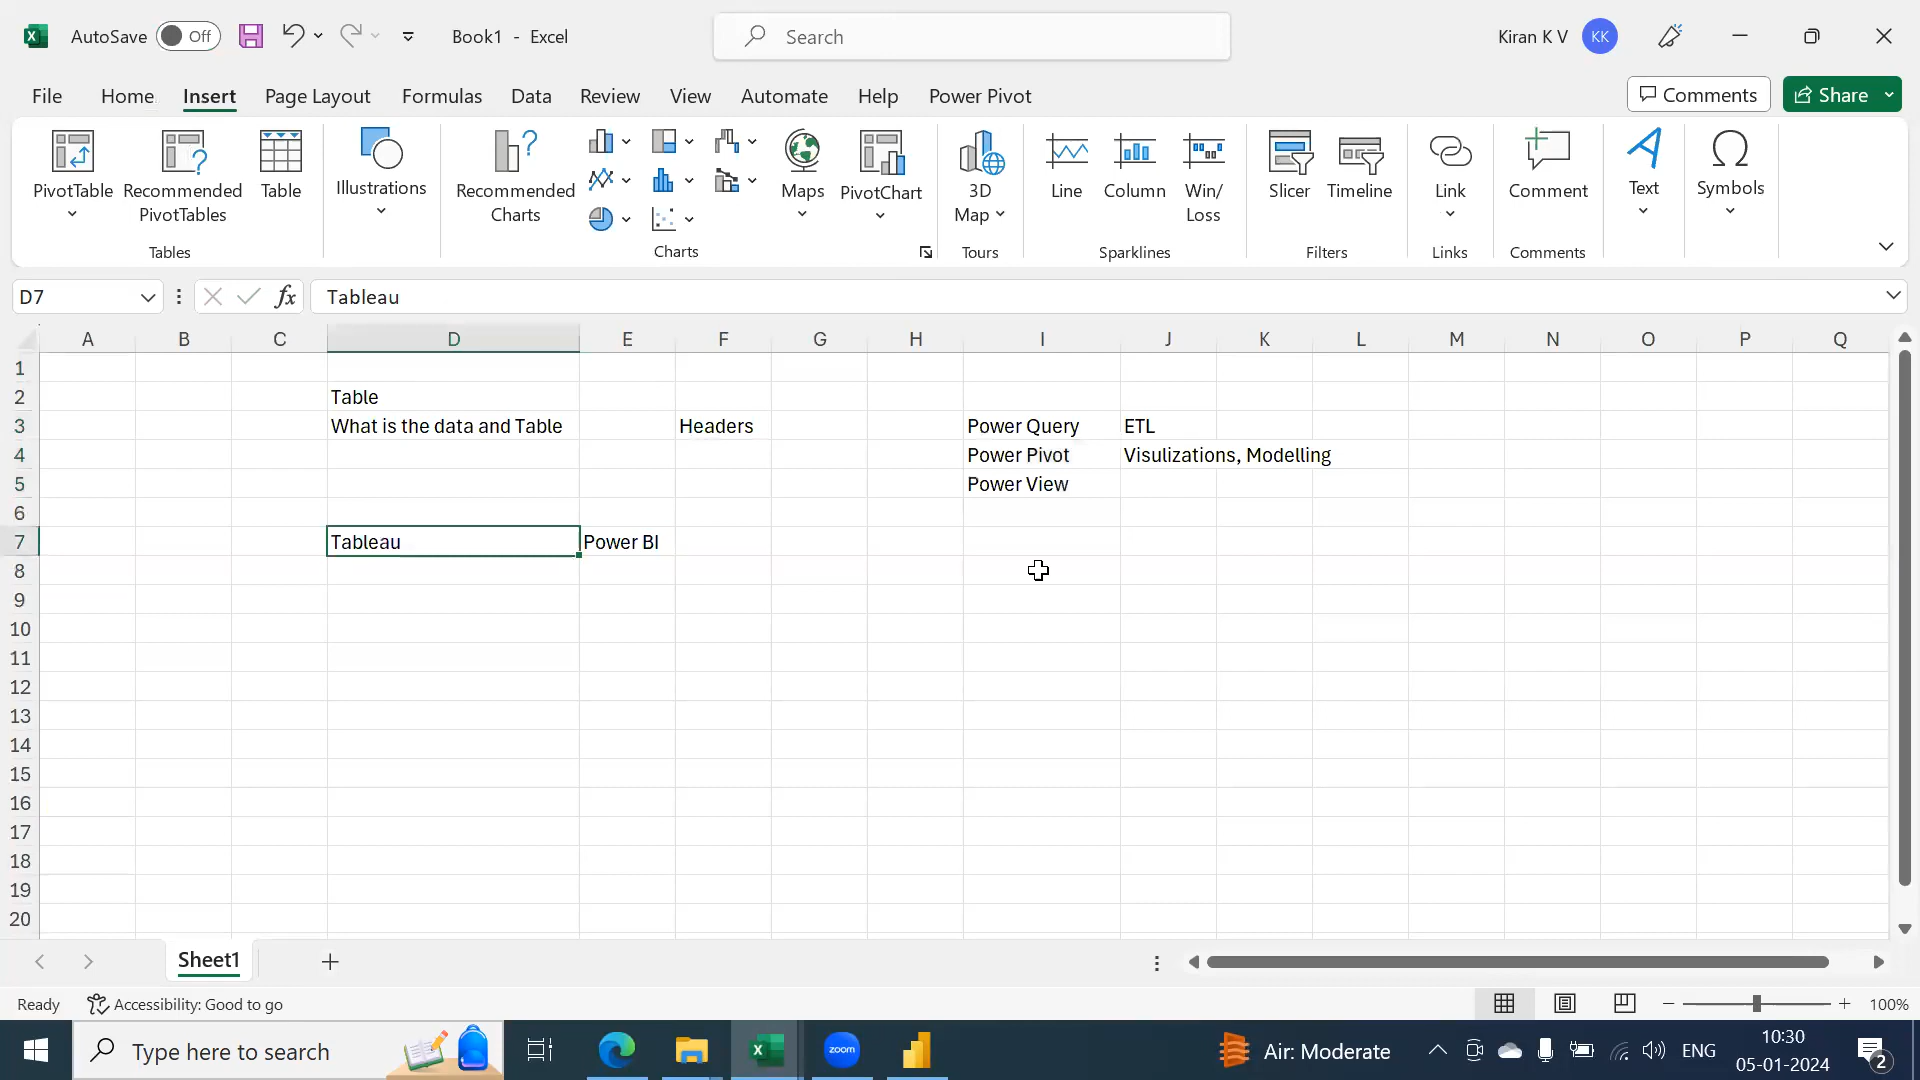 AutoSave Off Book1 - Excel Search Kiran K V KK
File Home Insert Page Layout Formulas Data Review View Automate Help Power Pivot Comments Share
PivotTable Recommended PivotTables Table Illustrations Recommended Charts Maps PivotChart 3D Map Line Column Win/ Loss Slicer Timeline Link Comment Text Symbols
Tables Charts Tours Sparklines Filters Links Comments
D7 fx Tableau
A B C D E F G H I J K L M N O P Q
1
2 Table
3 What is the data and Table Headers Power Query ETL
4 Power Pivot Visulizations, Modelling
5 Power View
6
7 Tableau Power BI
8
9
10
11
12
13
14
15
16
17
18
19
20
Sheet1
Ready Accessibility: Good to go 100%
Type here to search zoom Air: Moderate ENG 10:30
05-01-2024 2